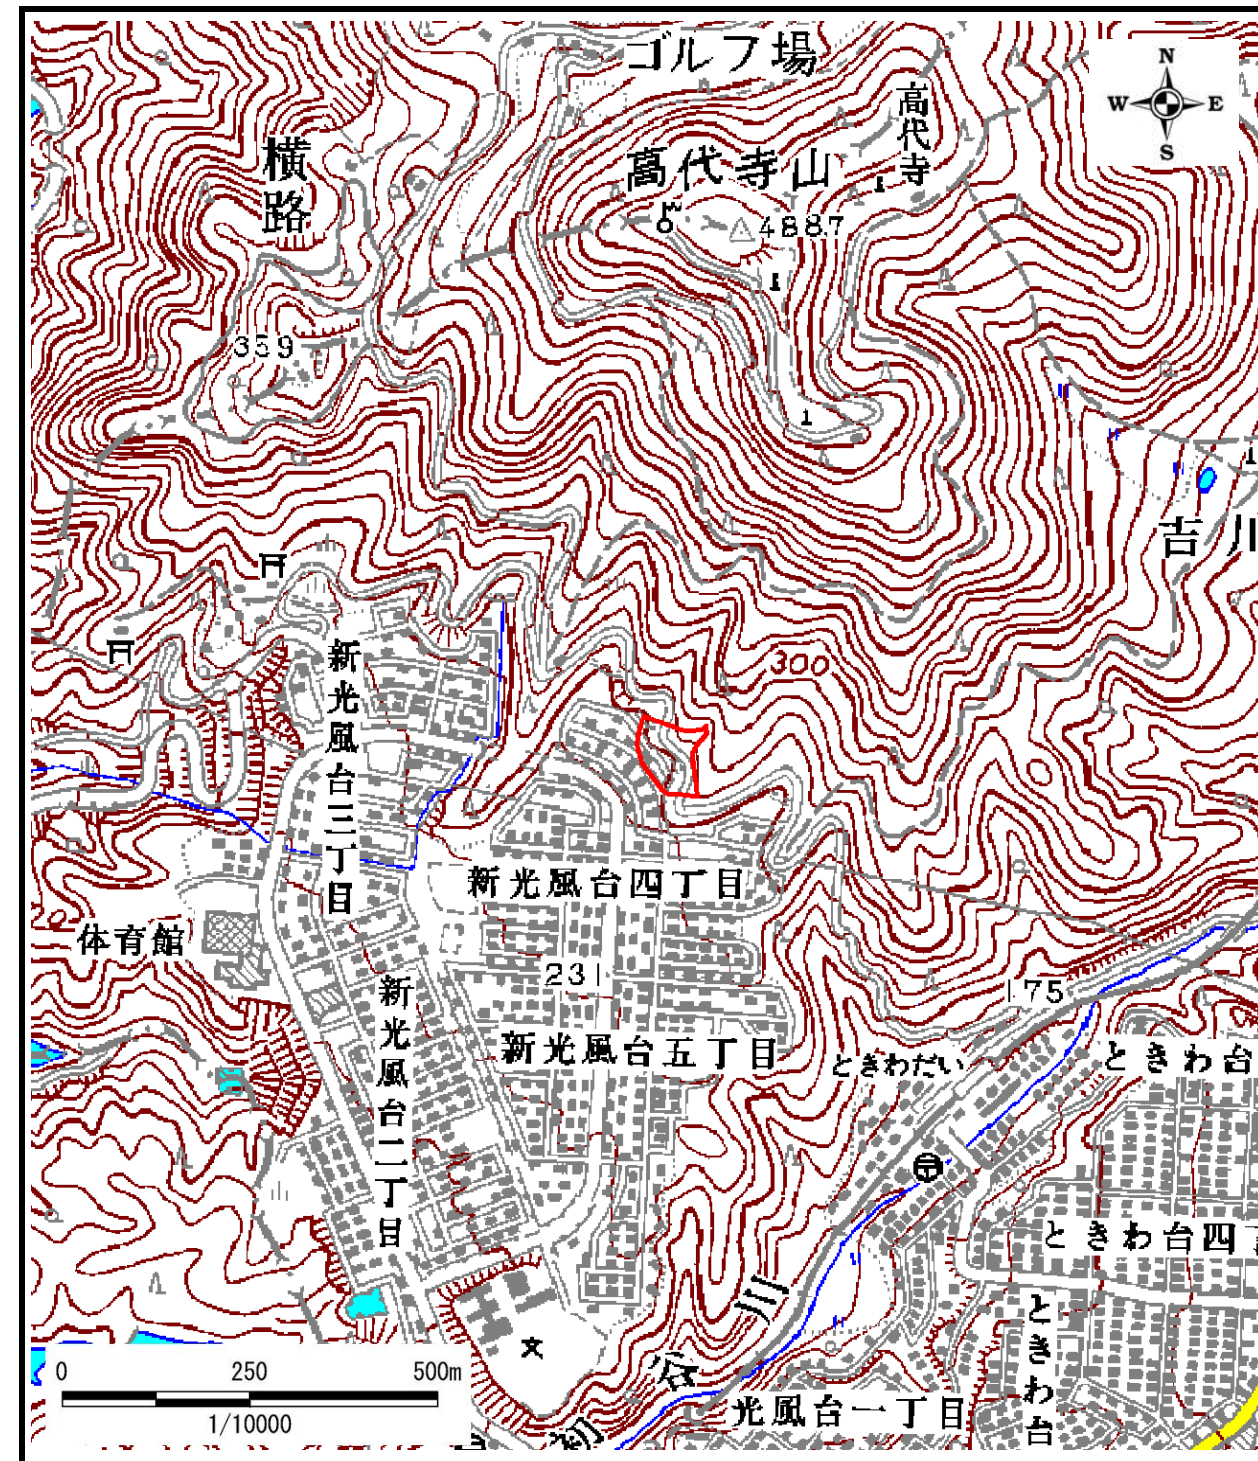 ゴルフ場
N
W E
S
高代寺
横路
高代寺山
488.7
359
吉川
300
新光風台三丁目
新光風台四丁目
体育館
231
新光風台二丁目
175
新光風台五丁目
ときわだい
ときわ台
ときわ台四丁
ときわ台
川
谷
初
光風台一丁目
0 250 500m
1/10000